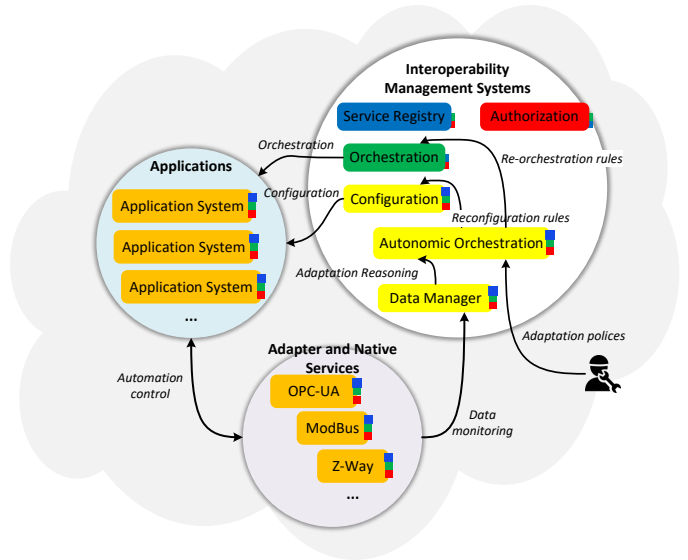 Interoperability
Management Systems
Service Registry
Authorization
Orchestration
Orchestration
Re-orchestration rules
Applications
Configuration
Configuration
Application System
Reconfiguration rules
Application System
Autonomic Orchestration
Adaptation Reasoning
Application System
Data Manager
...
Adaptation polices
Adapter and Native
Services
Automation
control
OPC-UA
ModBus
Data
monitoring
Z-Way
...